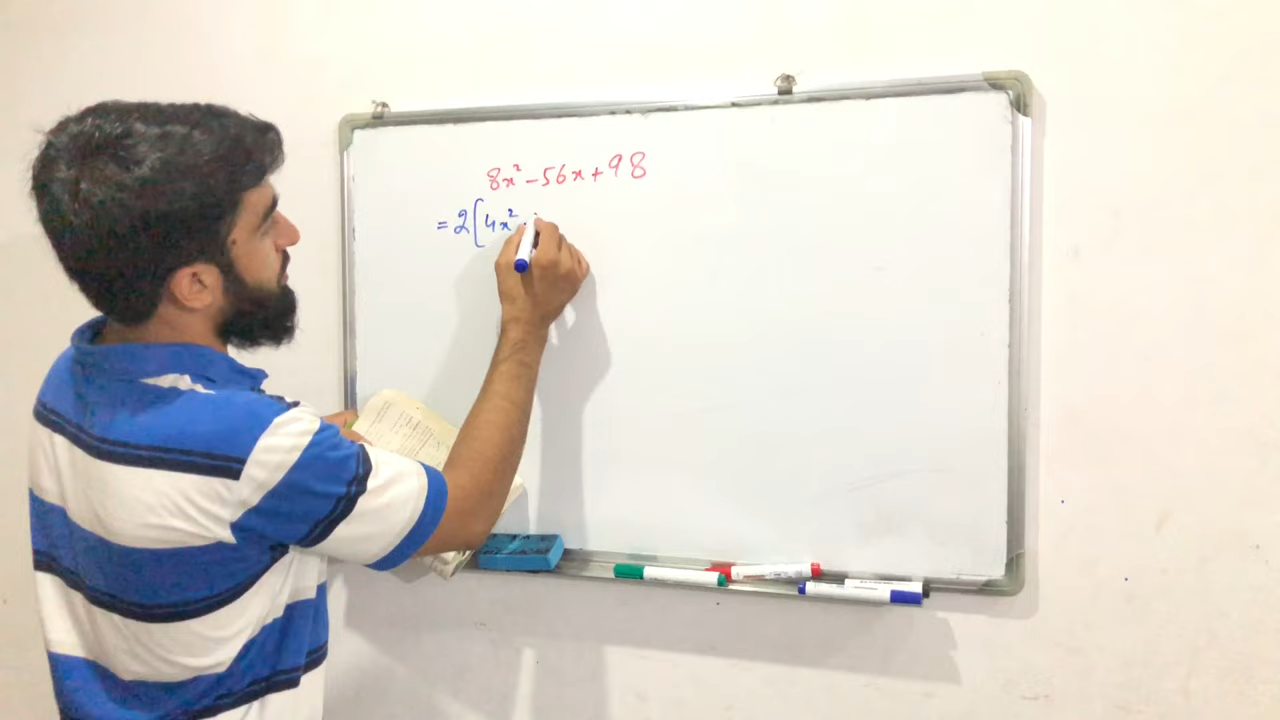 8x² - 56x + 98
= 2[4x² -